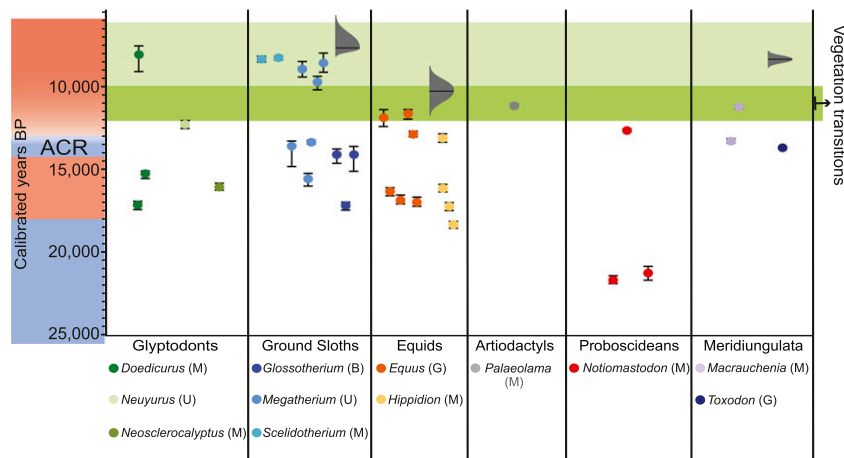 Calibrated years BP
ACR
10,000
15,000
20,000
25,000
Vegetation transitions
Glyptodonts
Doedicurus (M)
Neuyurus (U)
Neosclerocalyptus (M)
Ground Sloths
Glossotherium (B)
Megatherium (U)
Scelidotherium (M)
Equids
Equus (G)
Hippidion (M)
Artiodactyls
Palaeolama
(M)
Proboscideans
Notiomastodon (M)
Meridiungulata
Macrauchenia (M)
Toxodon (G)